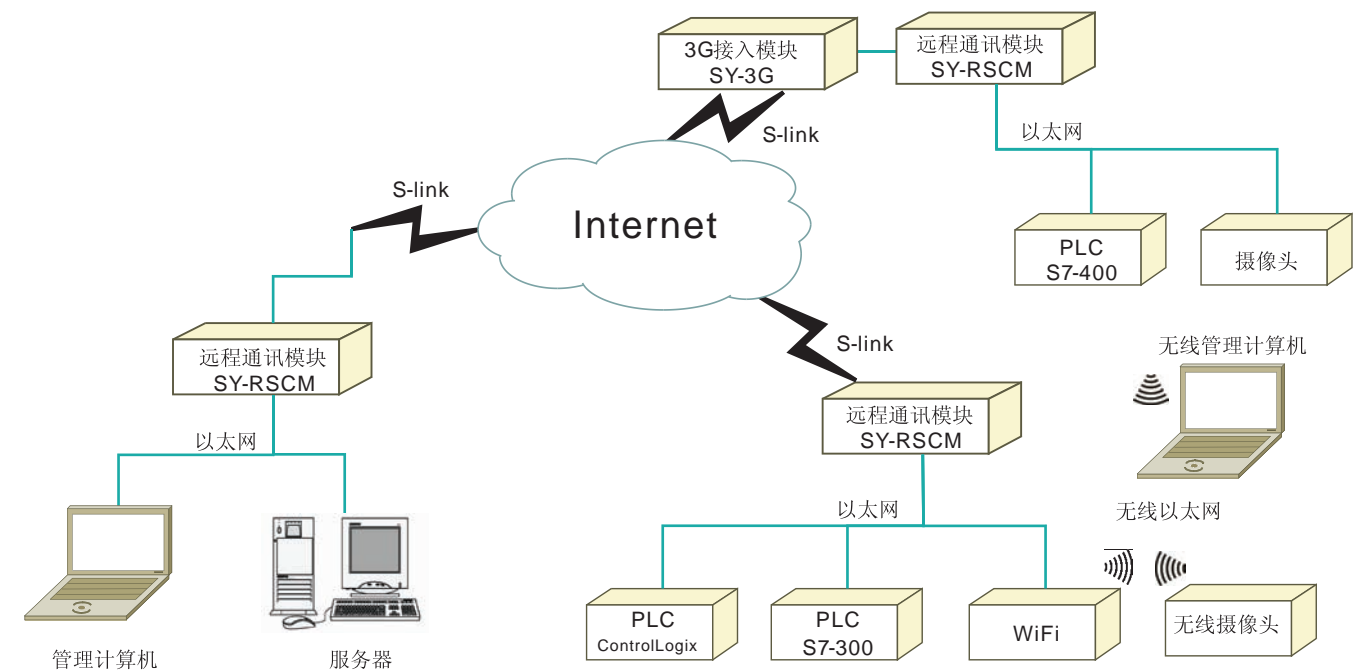 3G接入模块
SY-3G
远程通讯模块
SY-RSCM
S-link
以太网
S-link
Internet
PLC
S7-400
摄像头
S-link
远程通讯模块
SY-RSCM
无线管理计算机
远程通讯模块
SY-RSCM
以太网
以太网
无线以太网
PLC
ControlLogix
PLC
S7-300
WiFi
无线摄像头
管理计算机
服务器